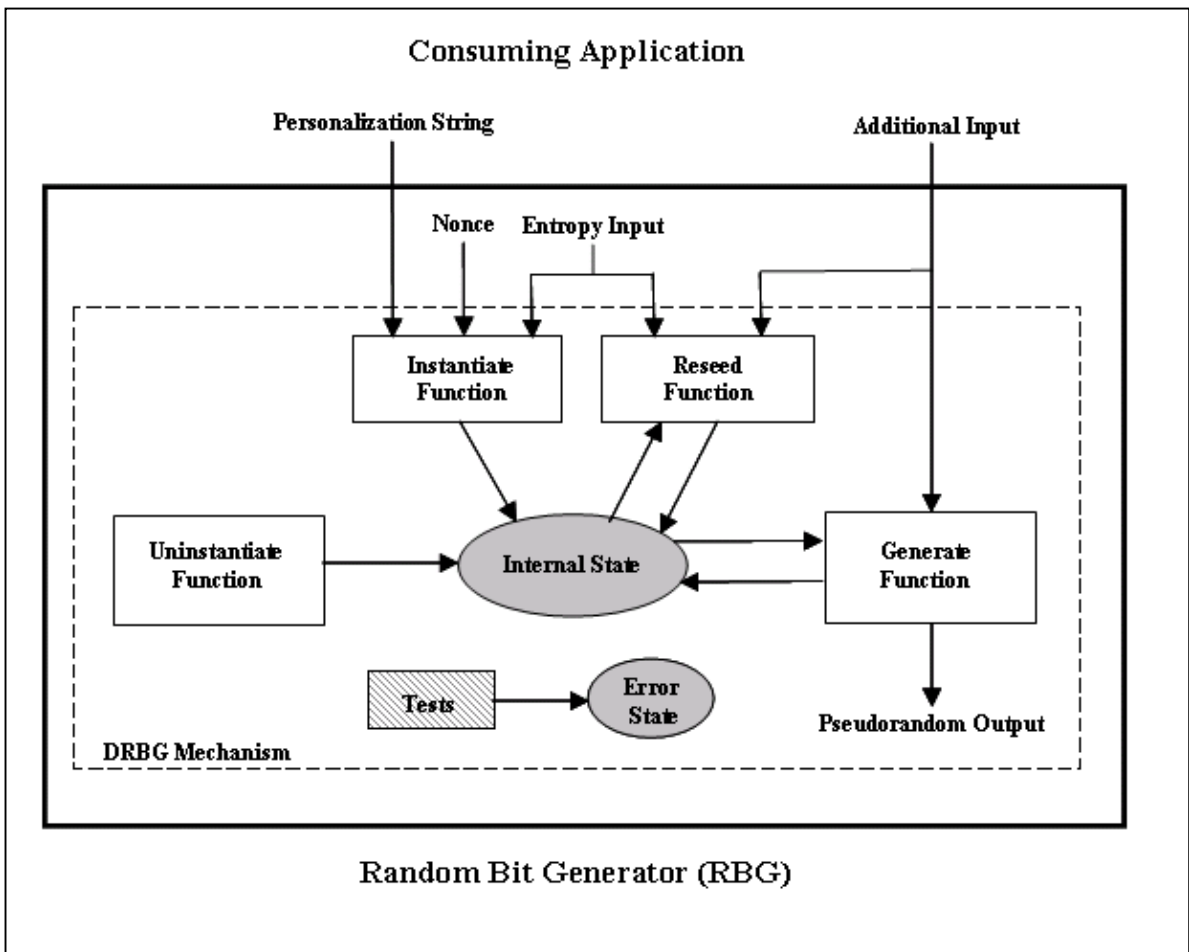 Consuming Application
Personalization String
Additional Input
Nonce
Entropy Input
Instantiate
Function
Reseed
Function
Uninstantiate
Function
Internal State
Generate
Function
Tests
Error
State
Pseudorandom Output
DRBG Mechanism
Random Bit Generator (RBG)